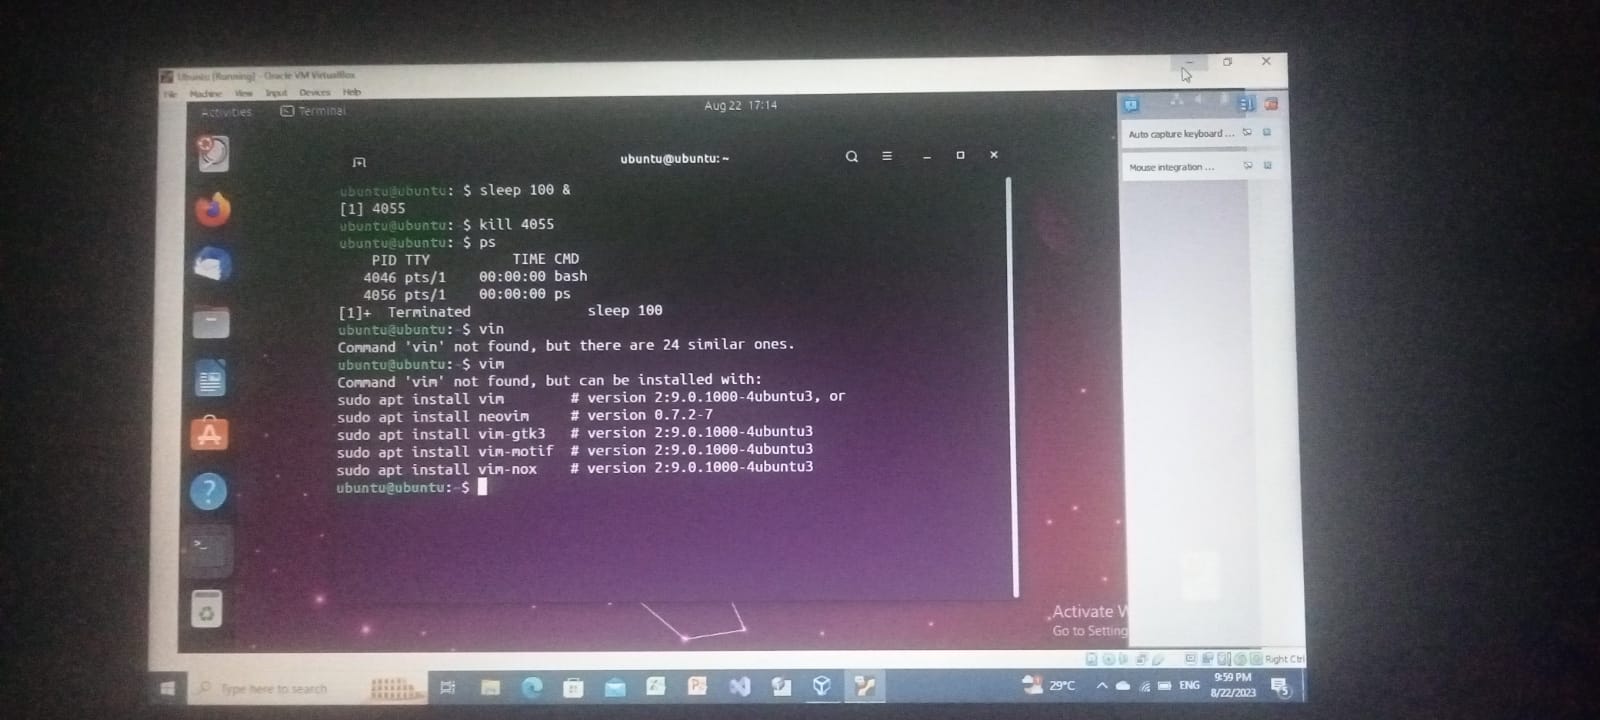 Ubuntu [Running] - Oracle VM VirtualBox
File Machine View Input Devices Help
Activities Terminal
Aug 22 17:14
Auto capture keyboard ...
Mouse integration ...
ubuntu@ubuntu: ~
ubuntu@ubuntu:~$ sleep 100 &
[1] 4055
ubuntu@ubuntu:~$ kill 4055
ubuntu@ubuntu:~$ ps
PID TTY TIME CMD
4046 pts/1 00:00:00 bash
4056 pts/1 00:00:00 ps
[1]+ Terminated sleep 100
ubuntu@ubuntu:~$ vin
Command 'vin' not found, but there are 24 similar ones.
ubuntu@ubuntu:~$ vim
Command 'vim' not found, but can be installed with:
sudo apt install vim # version 2:9.0.1000-4ubuntu3, or
sudo apt install neovim # version 0.7.2-7
sudo apt install vim-gtk3 # version 2:9.0.1000-4ubuntu3
sudo apt install vim-motif # version 2:9.0.1000-4ubuntu3
sudo apt install vim-nox # version 2:9.0.1000-4ubuntu3
ubuntu@ubuntu:~$
Activate W
Go to Setting
Right Ctrl
Type here to search
29°C
ENG
9:59 PM
8/22/2023
5